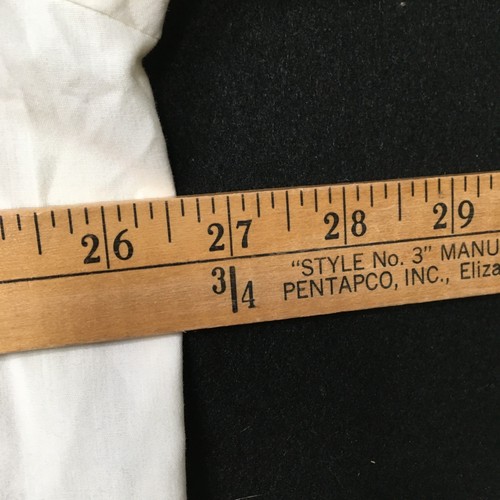 26 27 28 29
3/4 "STYLE No. 3" MANU
PENTAPCO, INC., Eliza